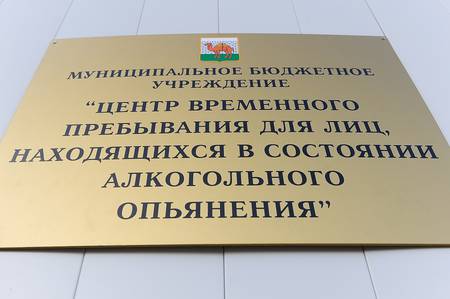 МУНИЦИПАЛЬНОЕ БЮДЖЕТНОЕ
УЧРЕЖДЕНИЕ
“ЦЕНТР ВРЕМЕННОГО
ПРЕБЫВАНИЯ ДЛЯ ЛИЦ,
НАХОДЯЩИХСЯ В СОСТОЯНИИ
АЛКОГОЛЬНОГО
ОПЬЯНЕНИЯ”